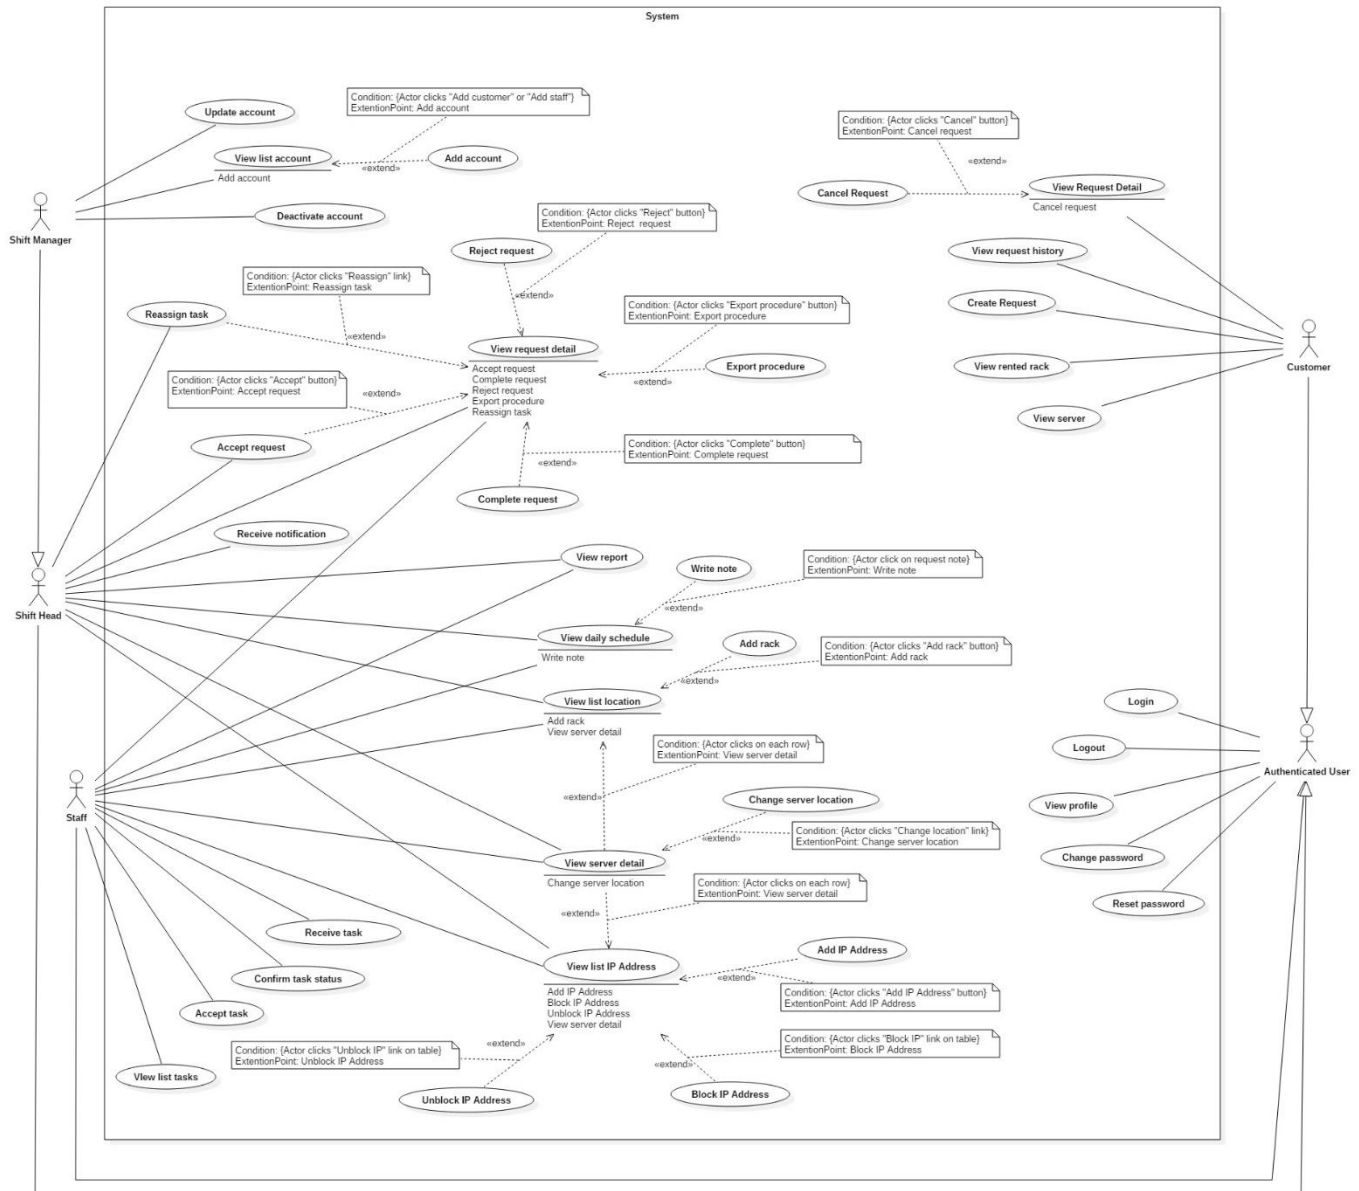 System
Condition: {Actor clicks "Add customer" or "Add staff"}
ExtentionPoint: Add account
Update account
View list account
Add account
«extend»
Add account
Deactivate account
Shift Manager
Condition: {Actor clicks "Cancel" button}
ExtentionPoint: Cancel request
«extend»
Cancel Request
View Request Detail
Cancel request
Condition: {Actor clicks "Reject" button}
ExtentionPoint: Reject  request
Reject request
«extend»
View request history
Condition: {Actor clicks "Reassign" link}
ExtentionPoint: Reassign task
Reassign task
«extend»
Condition: {Actor clicks "Export procedure" button}
ExtentionPoint: Export procedure
Create Request
View request detail
Accept request
Complete request
Reject request
Export procedure
Reassign task
«extend»
Export procedure
View rented rack
Customer
Condition: {Actor clicks "Accept" button}
ExtentionPoint: Accept request
«extend»
View server
Accept request
Condition: {Actor clicks "Complete" button}
ExtentionPoint: Complete request
«extend»
Complete request
Receive notification
View report
Write note
Condition: {Actor click on request note}
ExtentionPoint: Write note
«extend»
Shift Head
View daily schedule
Write note
Add rack
Condition: {Actor clicks "Add rack" button}
ExtentionPoint: Add rack
«extend»
View list location
Add rack
View server detail
Login
Condition: {Actor clicks on each row}
ExtentionPoint: View server detail
«extend»
Logout
Authenticated User
Staff
Change server location
View profile
Condition: {Actor clicks "Change location" link}
ExtentionPoint: Change server location
«extend»
View server detail
Change server location
Change password
Condition: {Actor clicks on each row}
ExtentionPoint: View server detail
«extend»
Reset password
Receive task
View list IP Address
Add IP Address
Block IP Address
Unblock IP Address
View server detail
Add IP Address
«extend»
Condition: {Actor clicks "Add IP Address" button}
ExtentionPoint: Add IP Address
Confirm task status
Accept task
Condition: {Actor clicks "Unblock IP" link on table}
ExtentionPoint: Unblock IP Address
«extend»
Condition: {Actor clicks "Block IP" link on table}
ExtentionPoint: Block IP Address
«extend»
VIew list tasks
Unblock IP Address
Block IP Address